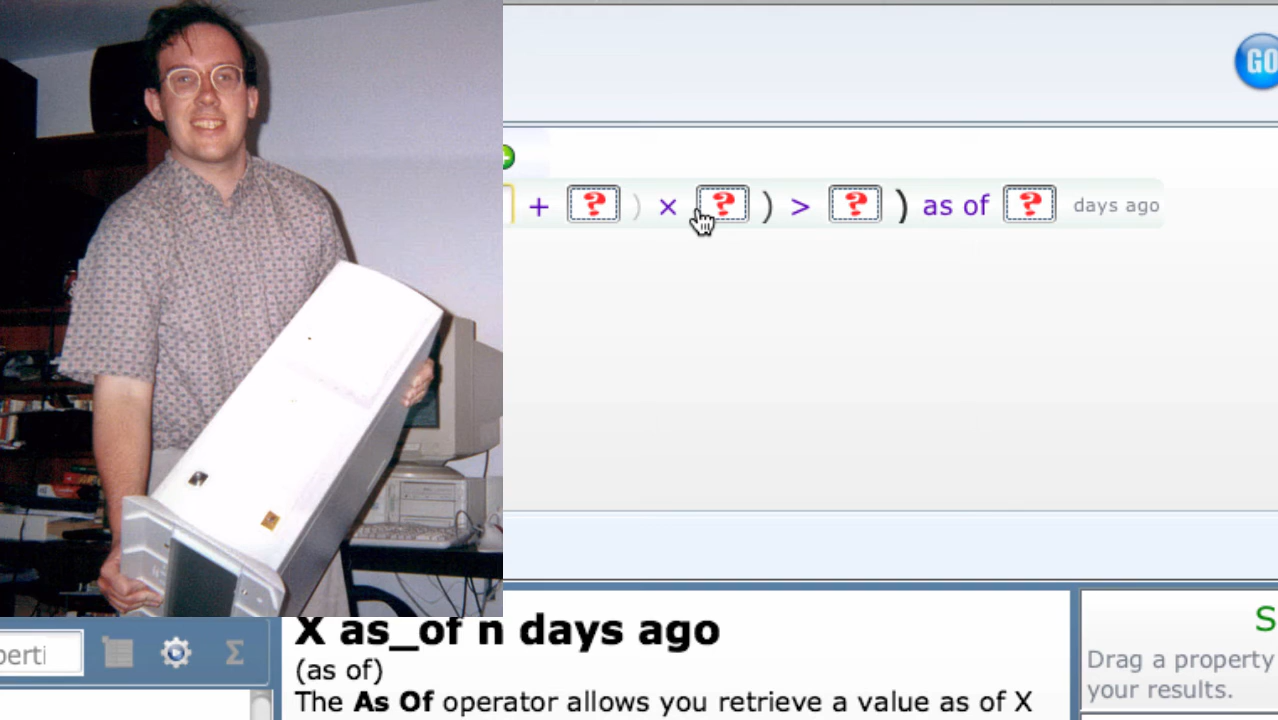 GO
+ ? ) × ? ) > ? ) as of ? days ago
perti
Σ
X as_of n days ago
(as of)
The As Of operator allows you retrieve a value as of X
S
Drag a property
your results.